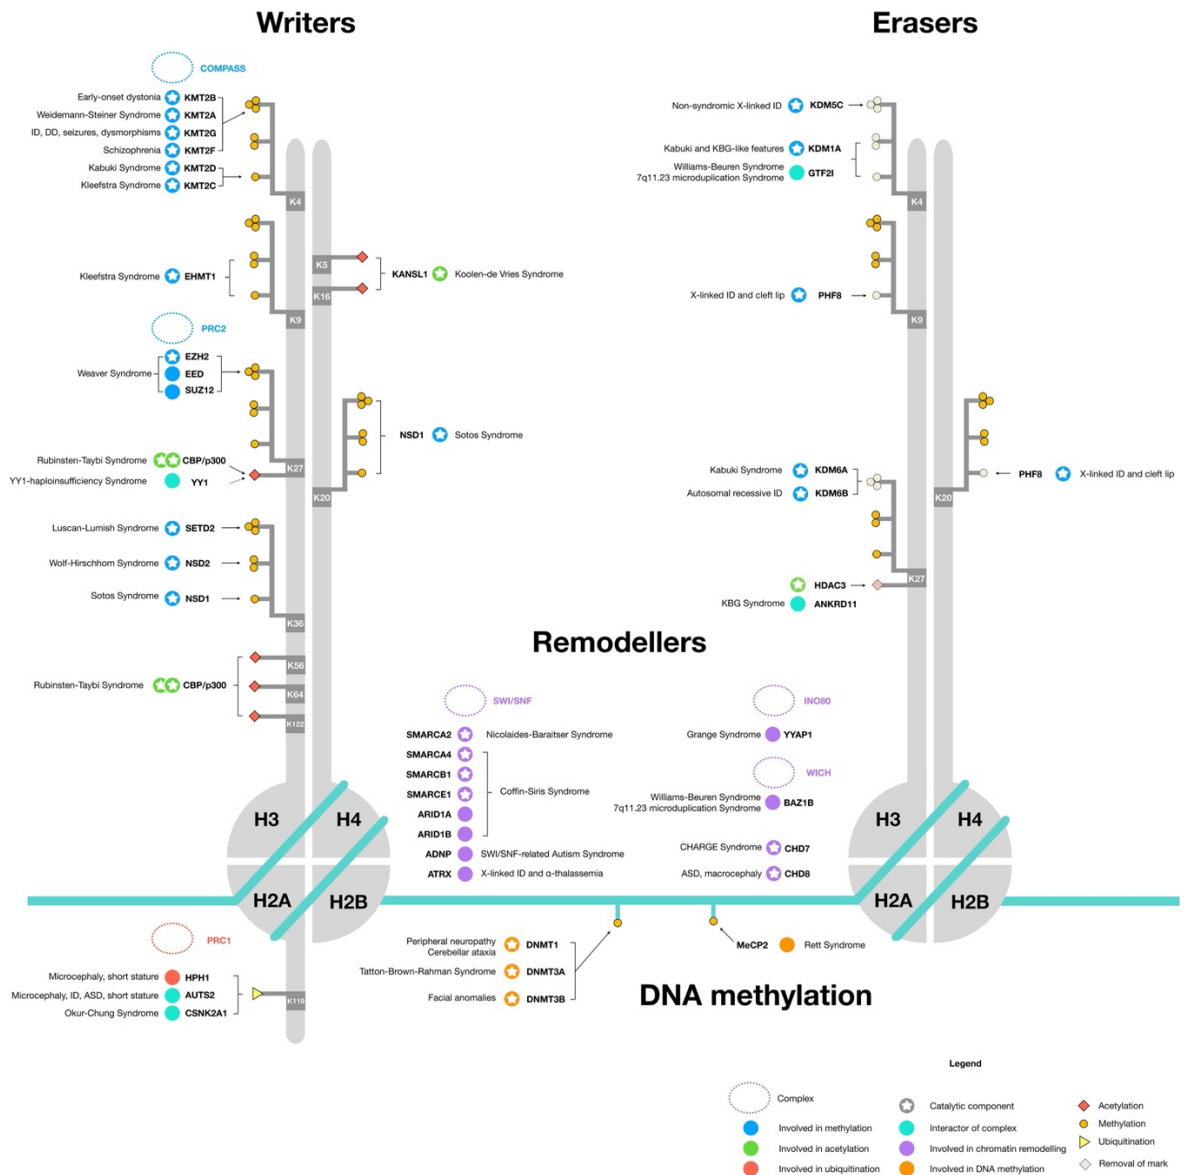 Writers
Erasers
COMPASS
Early-onset dystonia KMT2B
Weidemann-Steiner Syndrome KMT2A
ID, DD, seizures, dysmorphisms KMT2G
Schizophrenia KMT2F
Kabuki Syndrome KMT2D
Kleefstra Syndrome KMT2C
K4
Kleefstra Syndrome EHMT1
K9
K5
K16
KANSL1 Koolen-de Vries Syndrome
PRC2
EZH2
Weaver Syndrome EED
SUZ12
Rubinsten-Taybi Syndrome CBP/p300
YY1-haploinsufficiency Syndrome YY1
K27
NSD1 Sotos Syndrome
K20
Luscan-Lumish Syndrome SETD2
Wolf-Hirschhorn Syndrome NSD2
Sotos Syndrome NSD1
K36
K56
Rubinsten-Taybi Syndrome CBP/p300
K64
K122
Non-syndromic X-linked ID KDM5C
Kabuki and KBG-like features KDM1A
Williams-Beuren Syndrome
7q11.23 microduplication Syndrome GTF2I
K4
X-linked ID and cleft lip PHF8
K9
Kabuki Syndrome KDM6A
Autosomal recessive ID KDM6B
PHF8 X-linked ID and cleft lip
K20
K27
HDAC3
KBG Syndrome ANKRD11
Remodellers
SWI/SNF
SMARCA2 Nicolaides-Baraitser Syndrome
SMARCA4
SMARCB1
SMARCE1 Coffin-Siris Syndrome
ARID1A
ARID1B
ADNP SWI/SNF-related Autism Syndrome
ATRX X-linked ID and α-thalassemia
INO80
Grange Syndrome YYAP1
WICH
Williams-Beuren Syndrome
7q11.23 microduplication Syndrome BAZ1B
CHARGE Syndrome CHD7
ASD, macrocephaly CHD8
H3 H4
H2A H2B
H3 H4
H2A H2B
PRC1
Microcephaly, short stature HPH1
Microcephaly, ID, ASD, short stature AUTS2
Okur-Chung Syndrome CSNK2A1
K119
Peripheral neuropathy
Cerebellar ataxia DNMT1
Tatton-Brown-Rahman Syndrome DNMT3A
Facial anomalies DNMT3B
MeCP2 Rett Syndrome
DNA methylation
Legend
Complex
Involved in methylation
Involved in acetylation
Involved in ubiquitination
Catalytic component
Interactor of complex
Involved in chromatin remodelling
Involved in DNA methylation
Acetylation
Methylation
Ubiquitination
Removal of mark